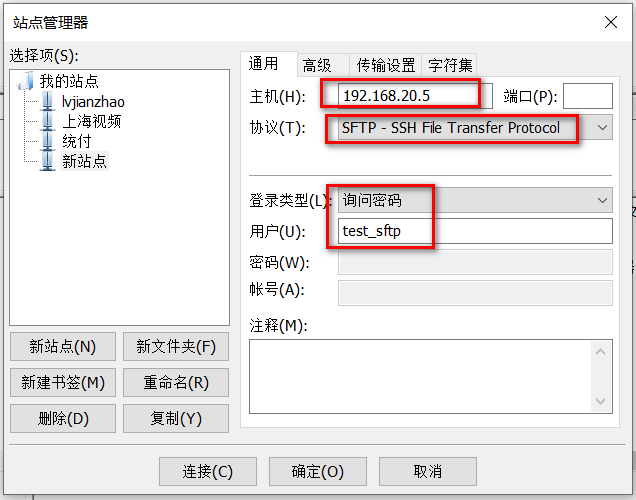 站点管理器
选择项(S):
我的站点
lvjianzhao
上海视频
统付
新站点
新站点(N)
新文件夹(F)
新建书签(M)
重命名(R)
删除(D)
复制(Y)
通用
高级
传输设置
字符集
主机(H):
192.168.20.5
端口(P):
协议(T):
SFTP - SSH File Transfer Protocol
登录类型(L):
询问密码
用户(U):
test_sftp
密码(W):
帐号(A):
注释(M):
连接(C)
确定(O)
取消